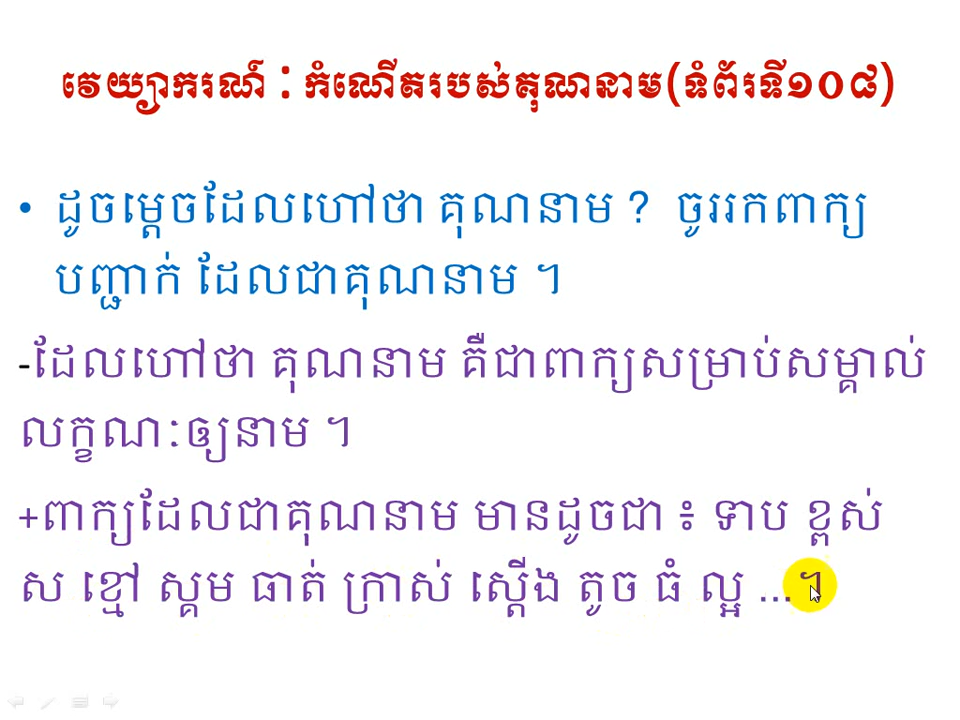 វេយ្យាករណ៍ : កំណើតរបស់គុណនាម(ទំព័រទី១០៨)
• ដូចម្ដេចដែលហៅថា គុណនាម ? ចូររកពាក្យ
បញ្ជាក់ ដែលជាគុណនាម ។
-ដែលហៅថា គុណនាម គឺជាពាក្យសម្រាប់សម្គាល់
លក្ខណៈឲ្យនាម ។
+ពាក្យដែលជាគុណនាម មានដូចជា ៖ ទាប ខ្ពស់
ស ខ្មៅ ស្គម ធាត់ ក្រាស់ ស្ដើង តូច ធំ ល្អ ... ។